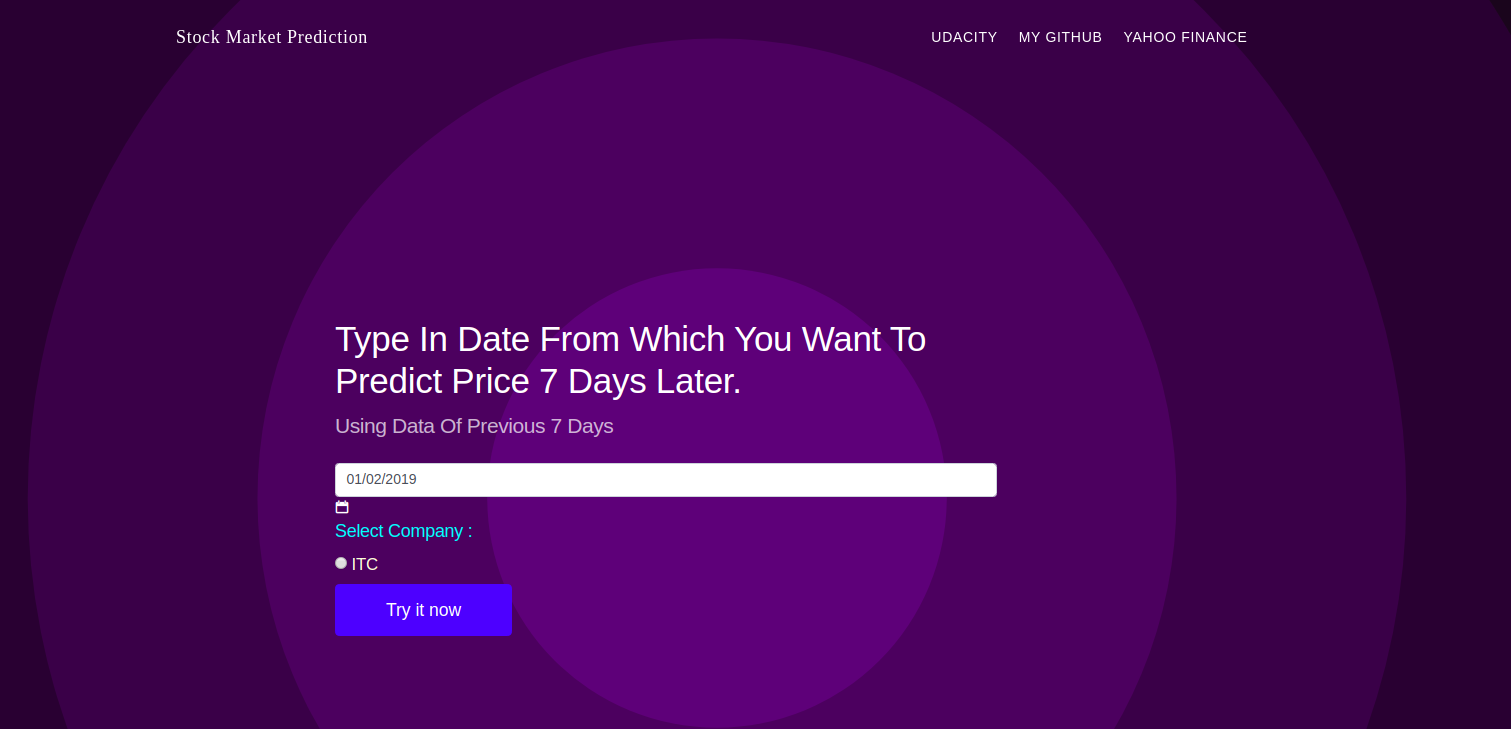 Stock Market Prediction
UDACITY MY GITHUB YAHOO FINANCE
Type In Date From Which You Want To
Predict Price 7 Days Later.
Using Data Of Previous 7 Days
01/02/2019
Select Company :
ITC
Try it now